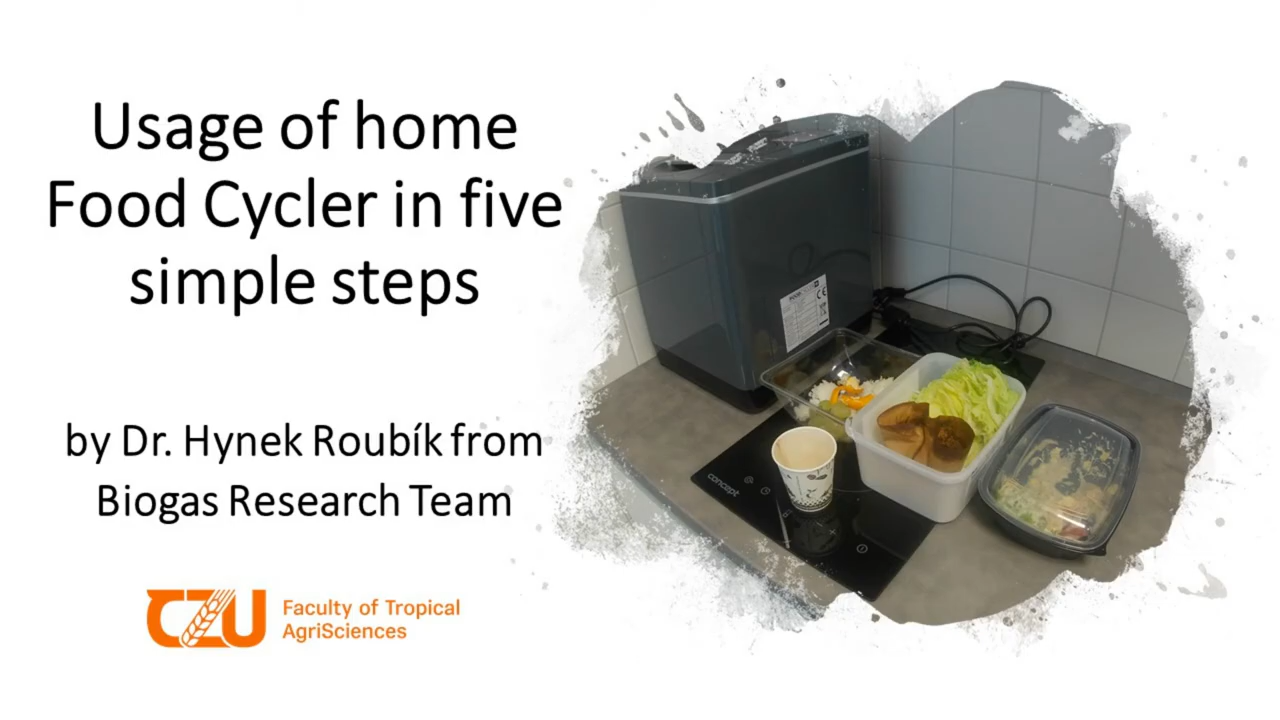 Usage of home
Food Cycler in five
simple steps
by Dr. Hynek Roubík from
Biogas Research Team
CZU
Faculty of Tropical
AgriSciences
concept
CE